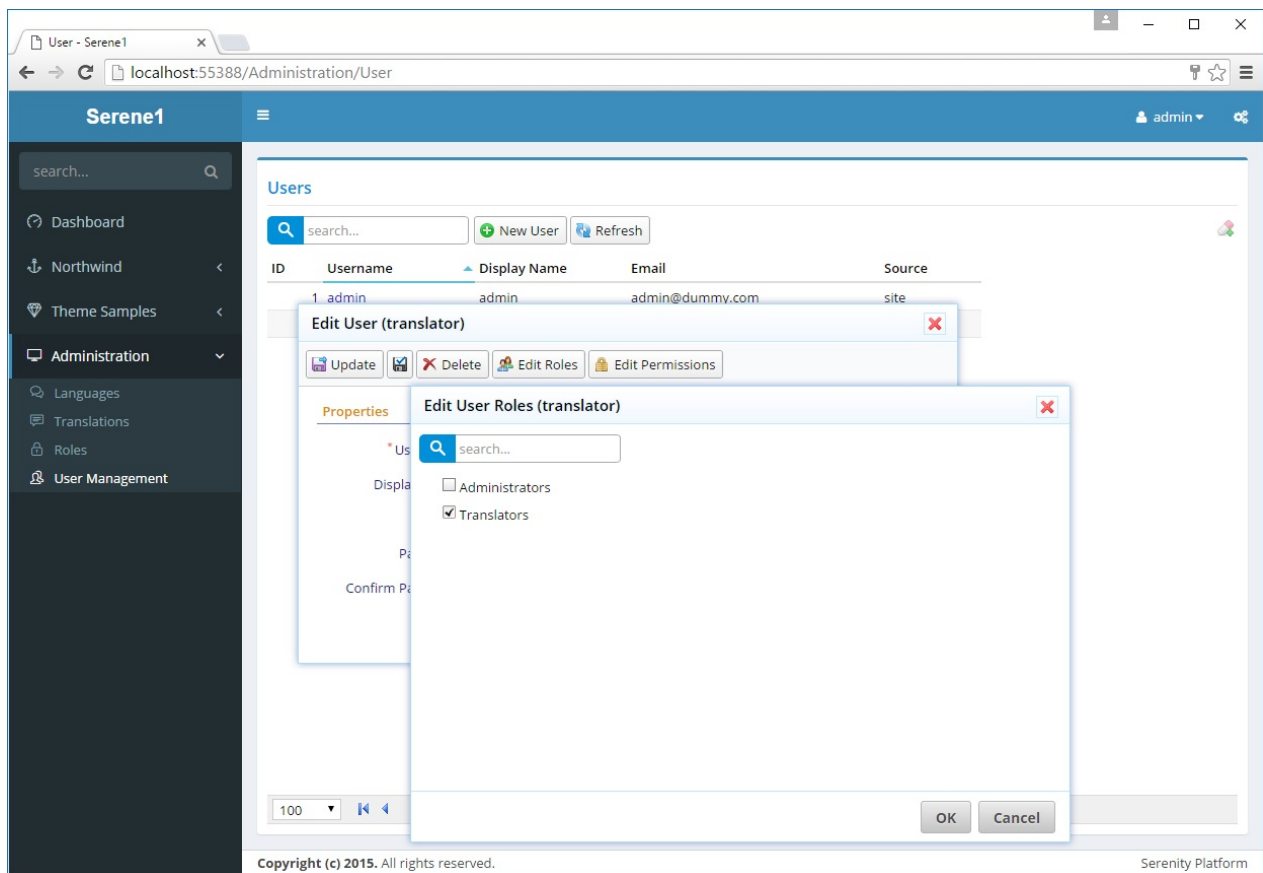 User - Serene1
localhost:55388/Administration/User
Serene1
admin
search...
Dashboard
Northwind
Theme Samples
Administration
Languages
Translations
Roles
User Management
Users
search...
New User
Refresh
ID Username Display Name Email Source
1 admin admin admin@dummy.com site
Edit User (translator)
Update Delete Edit Roles Edit Permissions
Properties
* Us
Displa
Pa
Confirm Pa
Edit User Roles (translator)
search...
Administrators
Translators
OK Cancel
100
Copyright (c) 2015. All rights reserved.
Serenity Platform